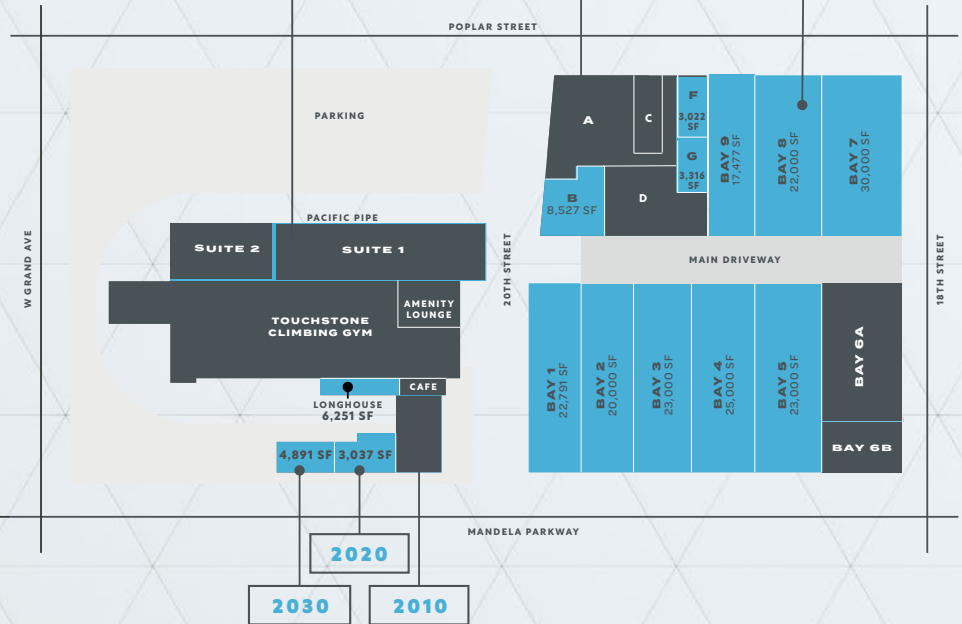 POPLAR STREET
PARKING
PACIFIC PIPE
SUITE 2
SUITE 1
W GRAND AVE
TOUCHSTONE
CLIMBING GYM
AMENITY
LOUNGE
CAFE
LONGHOUSE
6,251 SF
4,891 SF
3,037 SF
2020
2030
2010
20TH STREET
A
C
F
3,022
SF
G
3,316
SF
B
8,527 SF
D
BAY 9
17,477 SF
BAY 8
22,000 SF
BAY 7
30,000 SF
MAIN DRIVEWAY
18TH STREET
BAY 1
22,791 SF
BAY 2
20,000 SF
BAY 3
23,000 SF
BAY 4
25,000 SF
BAY 5
23,000 SF
BAY 6A
BAY 6B
MANDELA PARKWAY